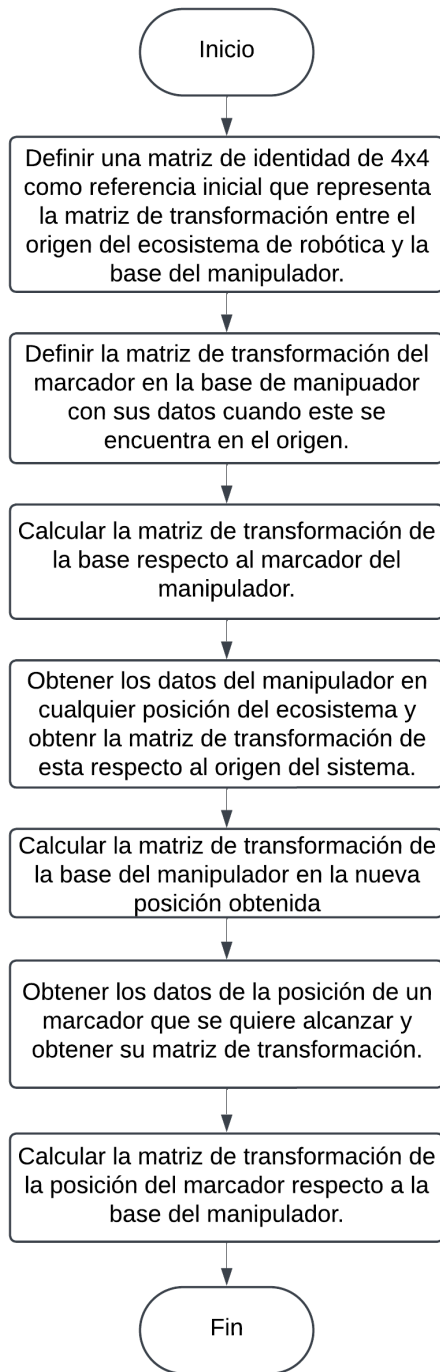 Inicio
Definir una matriz de identidad de 4x4
como referencia inicial que representa
la matriz de transformación entre el
origen del ecosistema de robótica y la
base del manipulador.
Definir la matriz de transformación del
marcador en la base de manipuador
con sus datos cuando este se
encuentra en el origen.
Calcular la matriz de transformación de
la base respecto al marcador del
manipulador.
Obtener los datos del manipulador en
cualquier posición del ecosistema y
obtenr la matriz de transformación de
esta respecto al origen del sistema.
Calcular la matriz de transformación de
la base del manipulador en la nueva
posición obtenida
Obtener los datos de la posición de un
marcador que se quiere alcanzar y
obtener su matriz de transformación.
Calcular la matriz de transformación de
la posición del marcador respecto a la
base del manipulador.
Fin